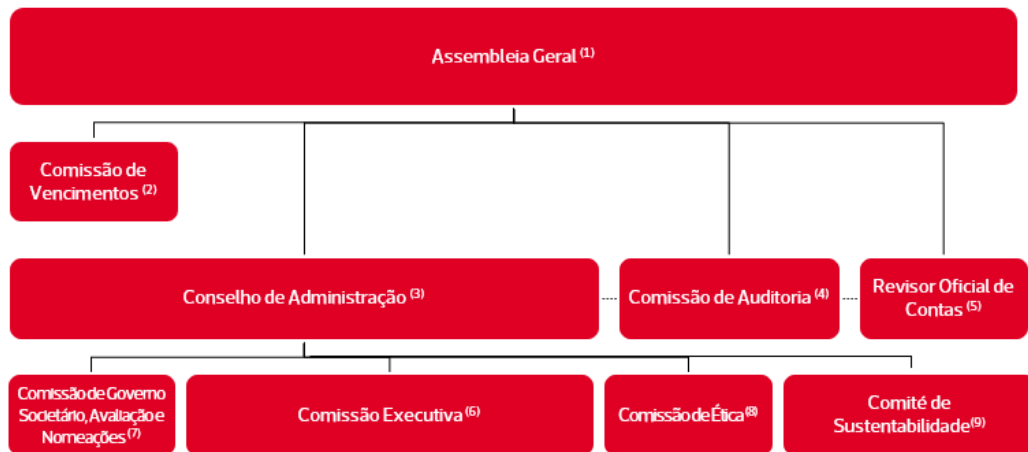 Assembleia Geral (1)
Comissão de
Vencimentos (2)
Conselho de Administração (3)
Comissão de Auditoria (4)
Revisor Oficial de
Contas (5)
Comissão de Governo
Societário, Avaliação e
Nomeações (7)
Comissão Executiva (6)
Comissão de Ética (8)
Comité de
Sustentabilidade (9)